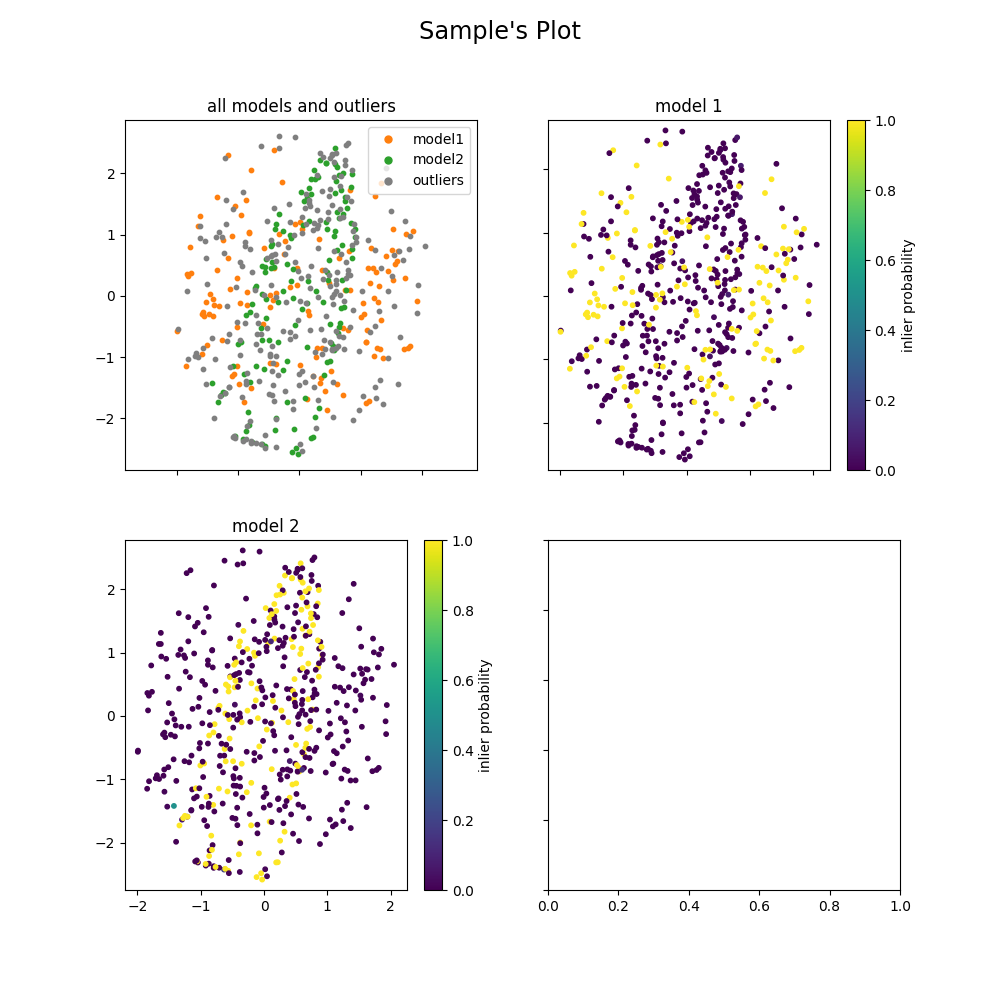 Sample's Plot
all models and outliers
model1
model2
outliers
2
1
0
−1
−2
model 1
1.0
0.8
0.6
0.4
0.2
0.0
inlier probability
model 2
2
1
0
−1
−2
−2 −1 0 1 2
1.0
0.8
0.6
0.4
0.2
0.0
inlier probability
0.0 0.2 0.4 0.6 0.8 1.0